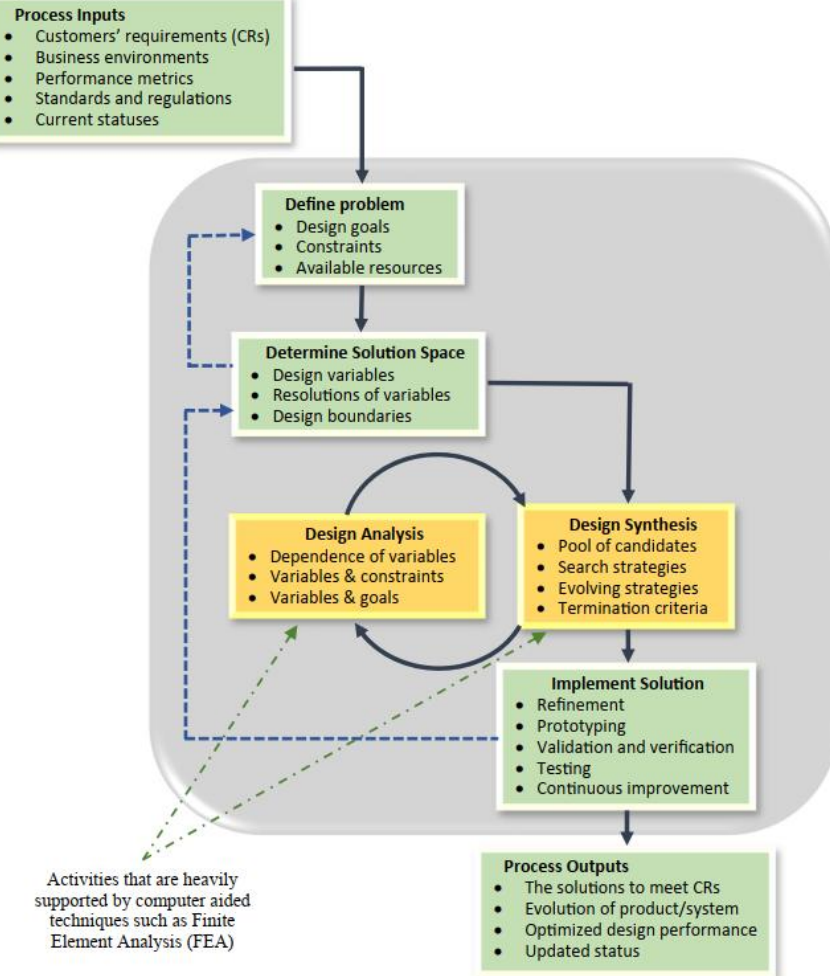 Process Inputs
• Customers’ requirements (CRs)
• Business environments
• Performance metrics
• Standards and regulations
• Current statuses
Define problem
• Design goals
• Constraints
• Available resources
Determine Solution Space
• Design variables
• Resolutions of variables
• Design boundaries
Design Analysis
• Dependence of variables
• Variables & constraints
• Variables & goals
Design Synthesis
• Pool of candidates
• Search strategies
• Evolving strategies
• Termination criteria
Implement Solution
• Refinement
• Prototyping
• Validation and verification
• Testing
• Continuous improvement
Activities that are heavily
supported by computer aided
techniques such as Finite
Element Analysis (FEA)
Process Outputs
• The solutions to meet CRs
• Evolution of product/system
• Optimized design performance
• Updated status